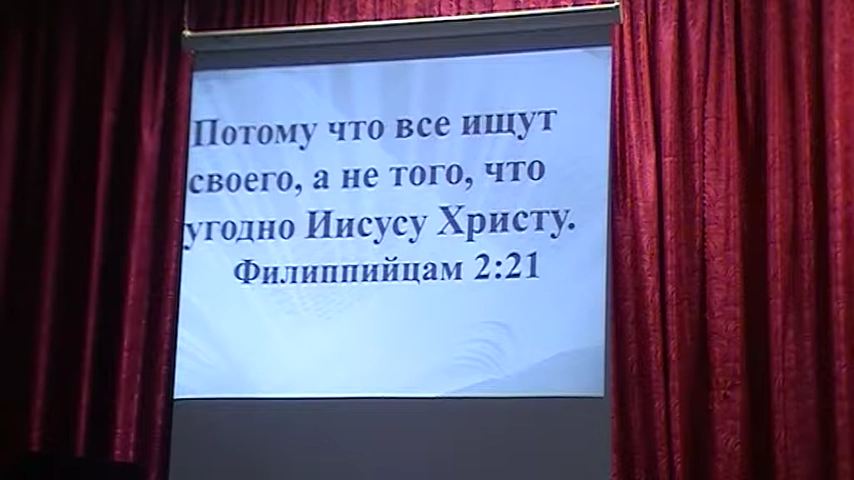 Потому что все ищут
своего, а не того, что
угодно Иисусу Христу.
Филиппийцам 2:21